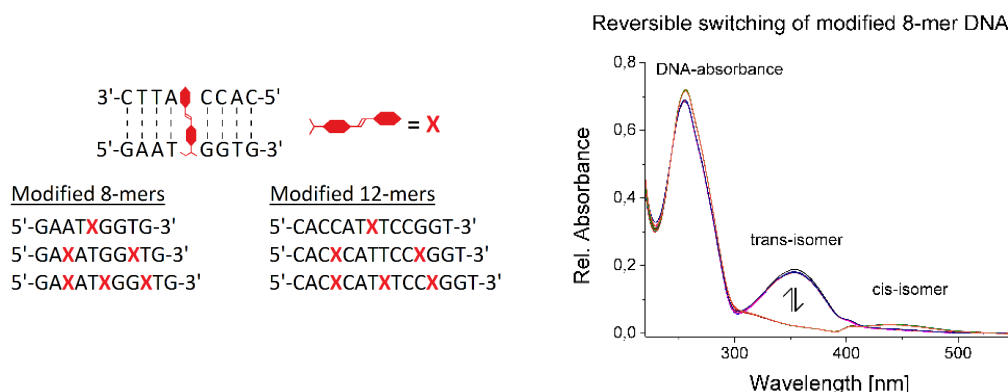 Reversible switching of modified 8-mer DNA
3'-CTTA CCAC-5'
= X
5'-GAAT GGTG-3'
Modified 8-mers
5'-GAATXGGTG-3'
5'-GAXATGGXTG-3'
5'-GAXATXGGXTG-3'
Modified 12-mers
5'-CACCATXTCCGGT-3'
5'-CACXCATTCCXGGT-3'
5'-CACXCATXTCCXGGT-3'
DNA-absorbance
trans-isomer
cis-isomer
Rel. Absorbance
0,8
0,6
0,4
0,2
0,0
300
400
500
Wavelength [nm]